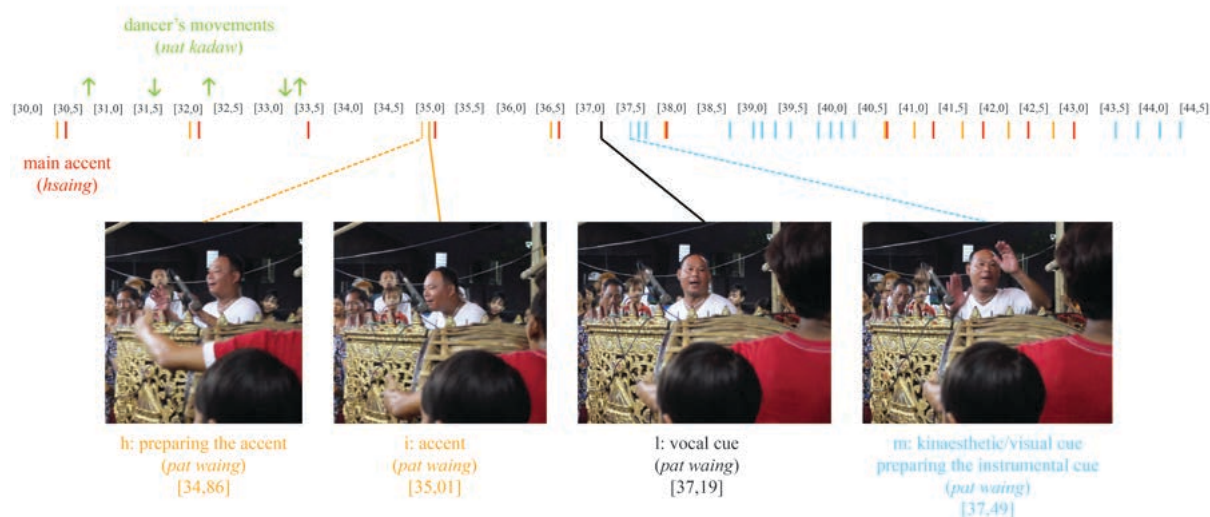 dancer's movements
(nat kadaw)
[30,0] [30,5] [31,0] [31,5] [32,0] [32,5] [33,0] [33,5] [34,0] [34,5] [35,0] [35,5] [36,0] [36,5] [37,0] [37,5] [38,0] [38,5] [39,0] [39,5] [40,0] [40,5] [41,0] [41,5] [42,0] [42,5] [43,0] [43,5] [44,0] [44,5]
main accent
(hsaing)
h: preparing the accent
(pat waing)
[34,86]
i: accent
(pat waing)
[35,01]
l: vocal cue
(pat waing)
[37,19]
m: kinaesthetic/visual cue
preparing the instrumental cue
(pat waing)
[37,49]